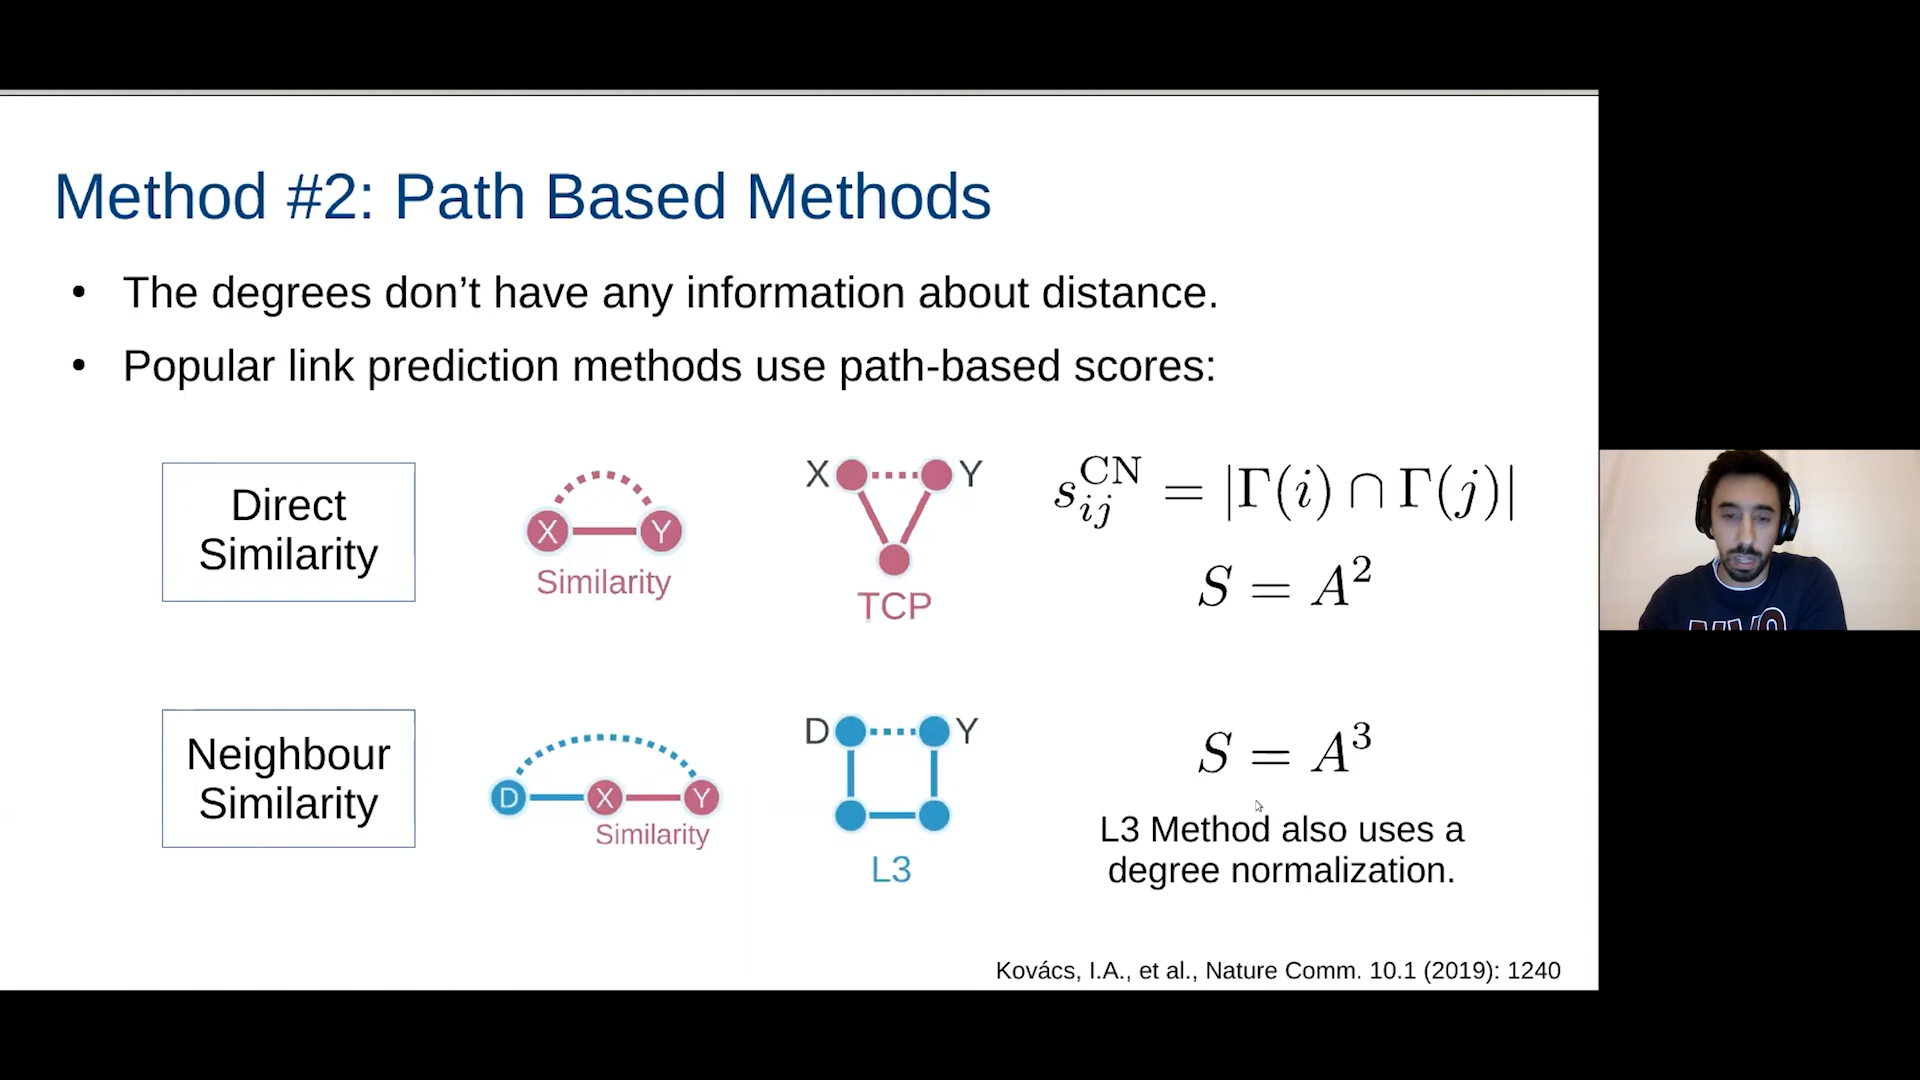 Method #2: Path Based Methods
• The degrees don’t have any information about distance.
• Popular link prediction methods use path-based scores:
Direct
Similarity
X Y
Similarity
X Y
TCP
s_{ij}^{CN} = |Γ(i) ∩ Γ(j)|
S = A²
Neighbour
Similarity
D X Y
Similarity
D Y
L3
S = A³
L3 Method also uses a
degree normalization.
Kovács, I.A., et al., Nature Comm. 10.1 (2019): 1240